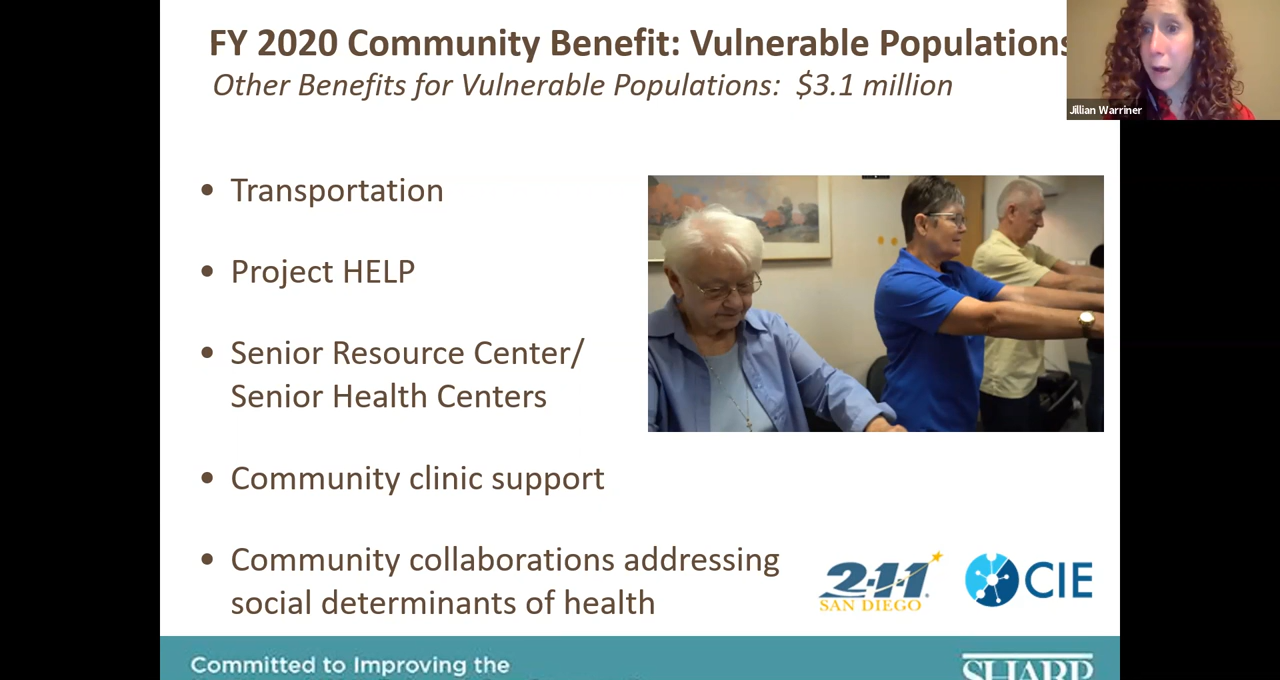 FY 2020 Community Benefit: Vulnerable Populations
Other Benefits for Vulnerable Populations: $3.1 million
Jillian Warriner
• Transportation
• Project HELP
• Senior Resource Center/
Senior Health Centers
• Community clinic support
• Community collaborations addressing
social determinants of health
2-1-1
SAN DIEGO
CIE
Committed to Improving the
SHARP